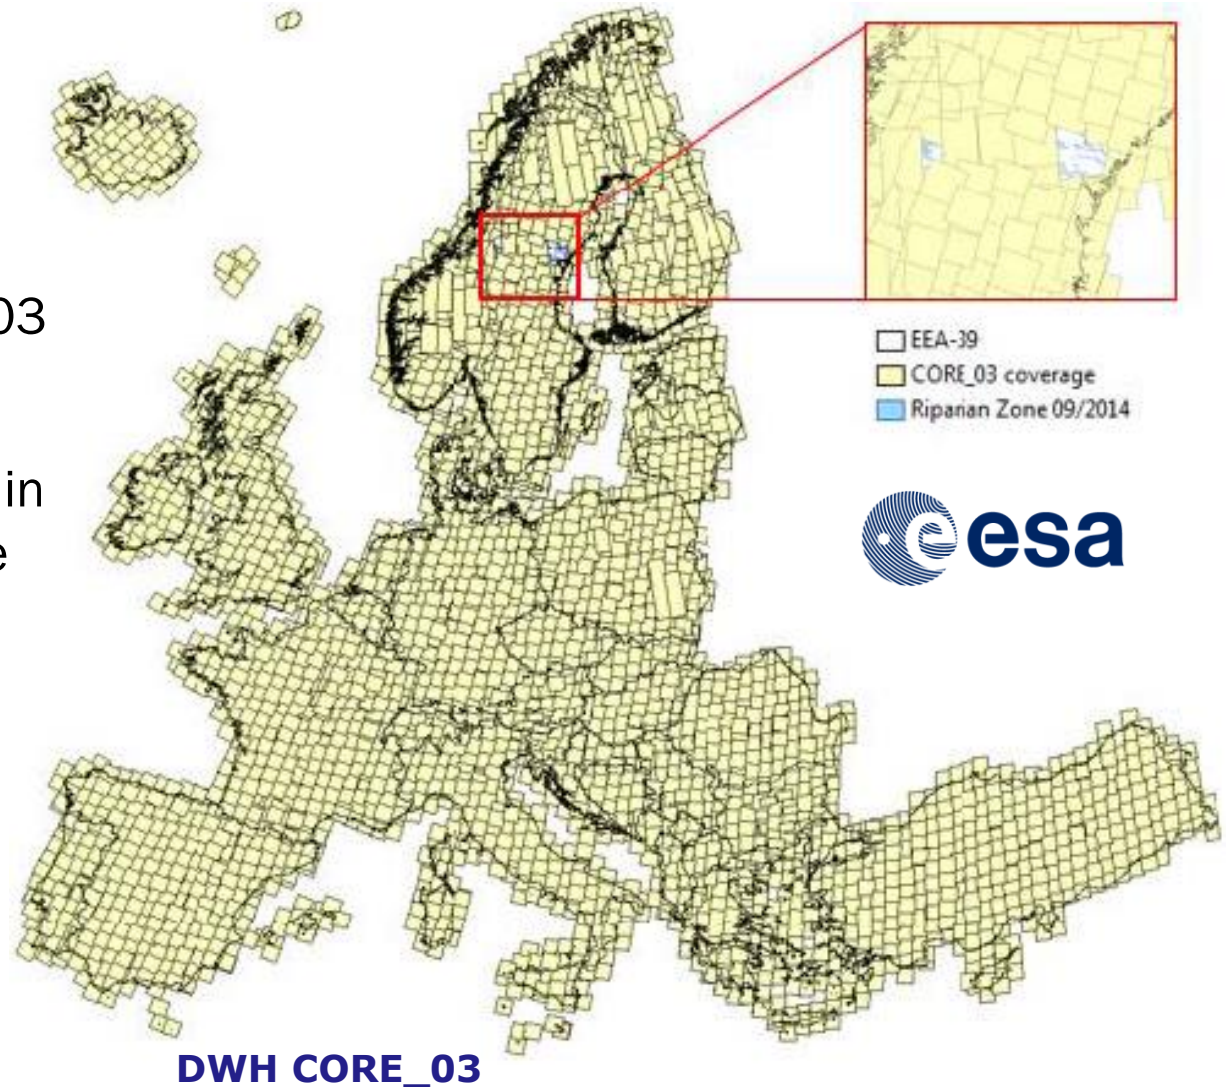 03
in
e
EEA-39
CORE_03 coverage
Riparian Zone 09/2014
esa
DWH CORE_03